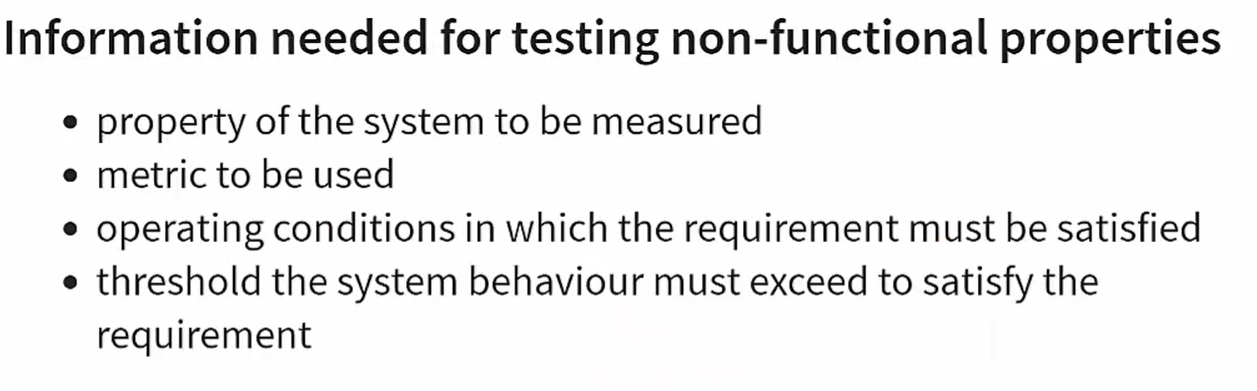 Information needed for testing non-functional properties
• property of the system to be measured
• metric to be used
• operating conditions in which the requirement must be satisfied
• threshold the system behaviour must exceed to satisfy the
requirement